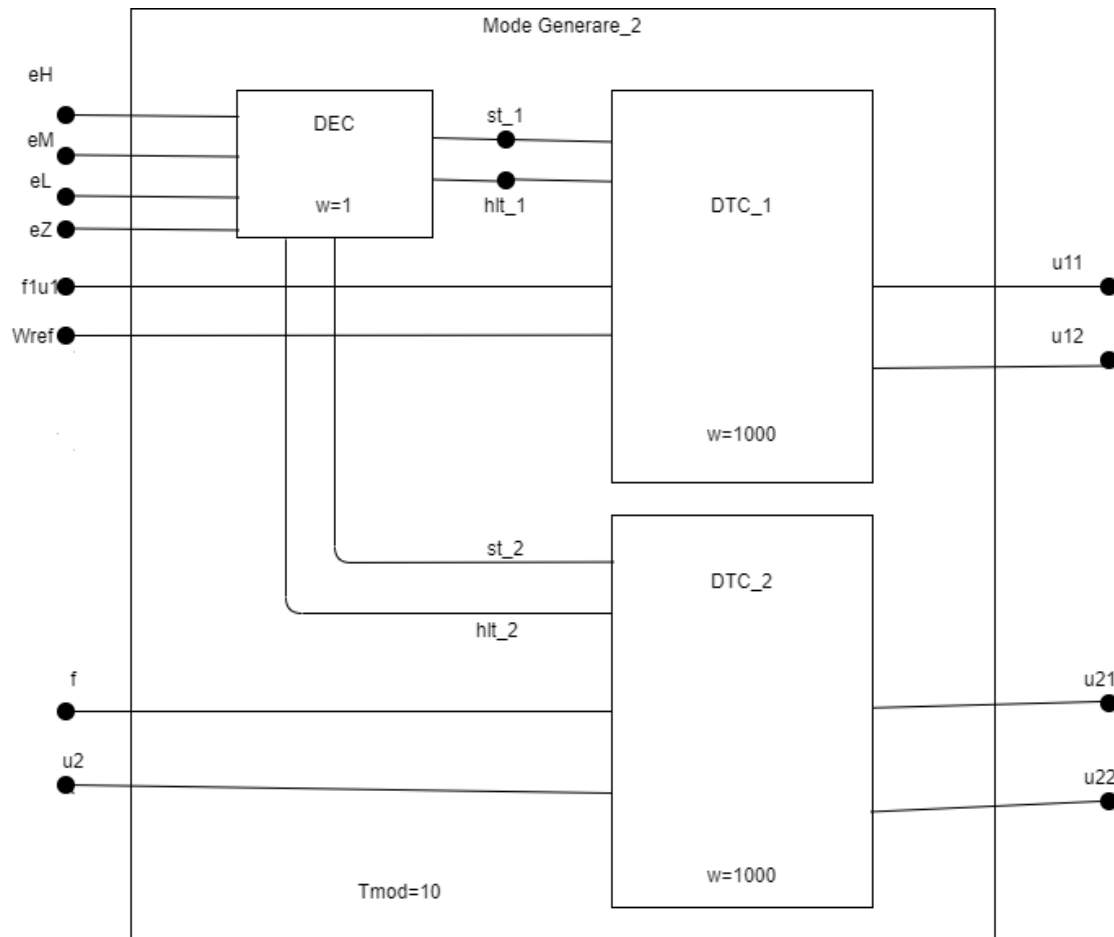 Mode Generare_2
eH
DEC
st_1
eM
eL
w=1
hlt_1
DTC_1
eZ
f1u1
u11
Wref
u12
w=1000
st_2
DTC_2
hlt_2
f
u21
u2
u22
w=1000
Tmod=10